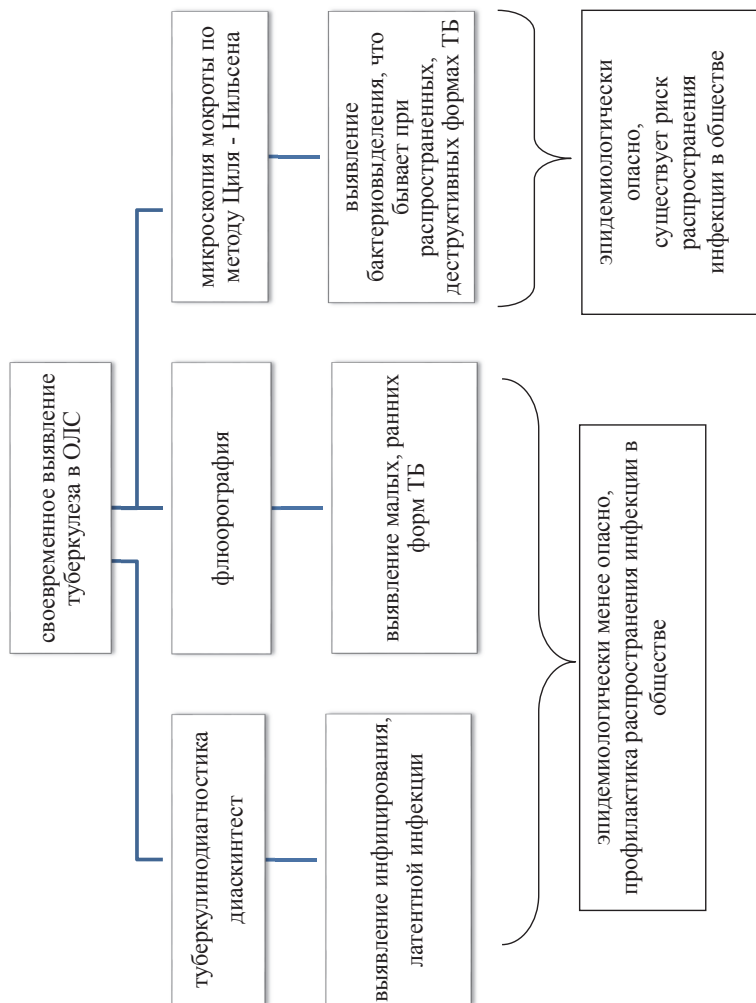 своевременное выявление
туберкулеза в ОЛС
туберкулинодиагностика
диаскинтест
флюорография
микроскопия мокроты по
методу Циля - Нильсена
выявление инфицирования,
латентной инфекции
выявление малых, ранних
форм ТБ
выявление
бактериовыделения, что
бывает при
распространенных,
деструктивных формах ТБ
эпидемиологически менее опасно,
профилактика распространения инфекции в
обществе
эпидемиологически
опасно,
существует риск
распространения
инфекции в обществе